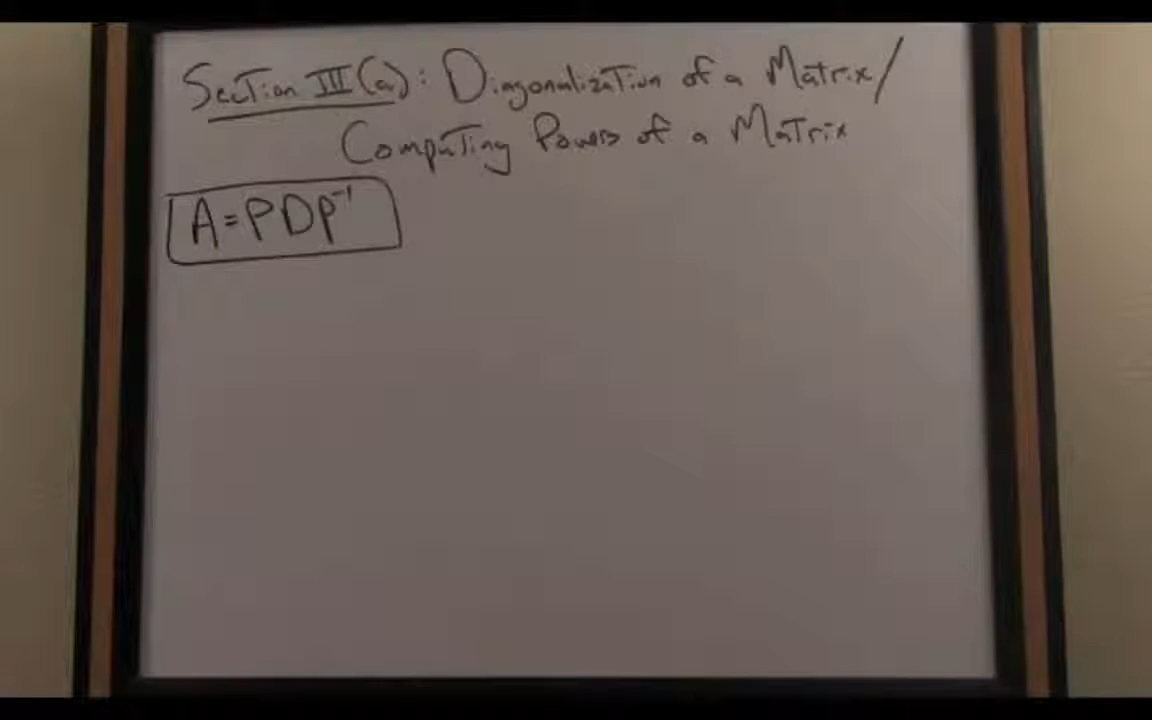 Section III(a): Diagonalization of a Matrix/
Computing Powers of a Matrix
A=PDP⁻¹